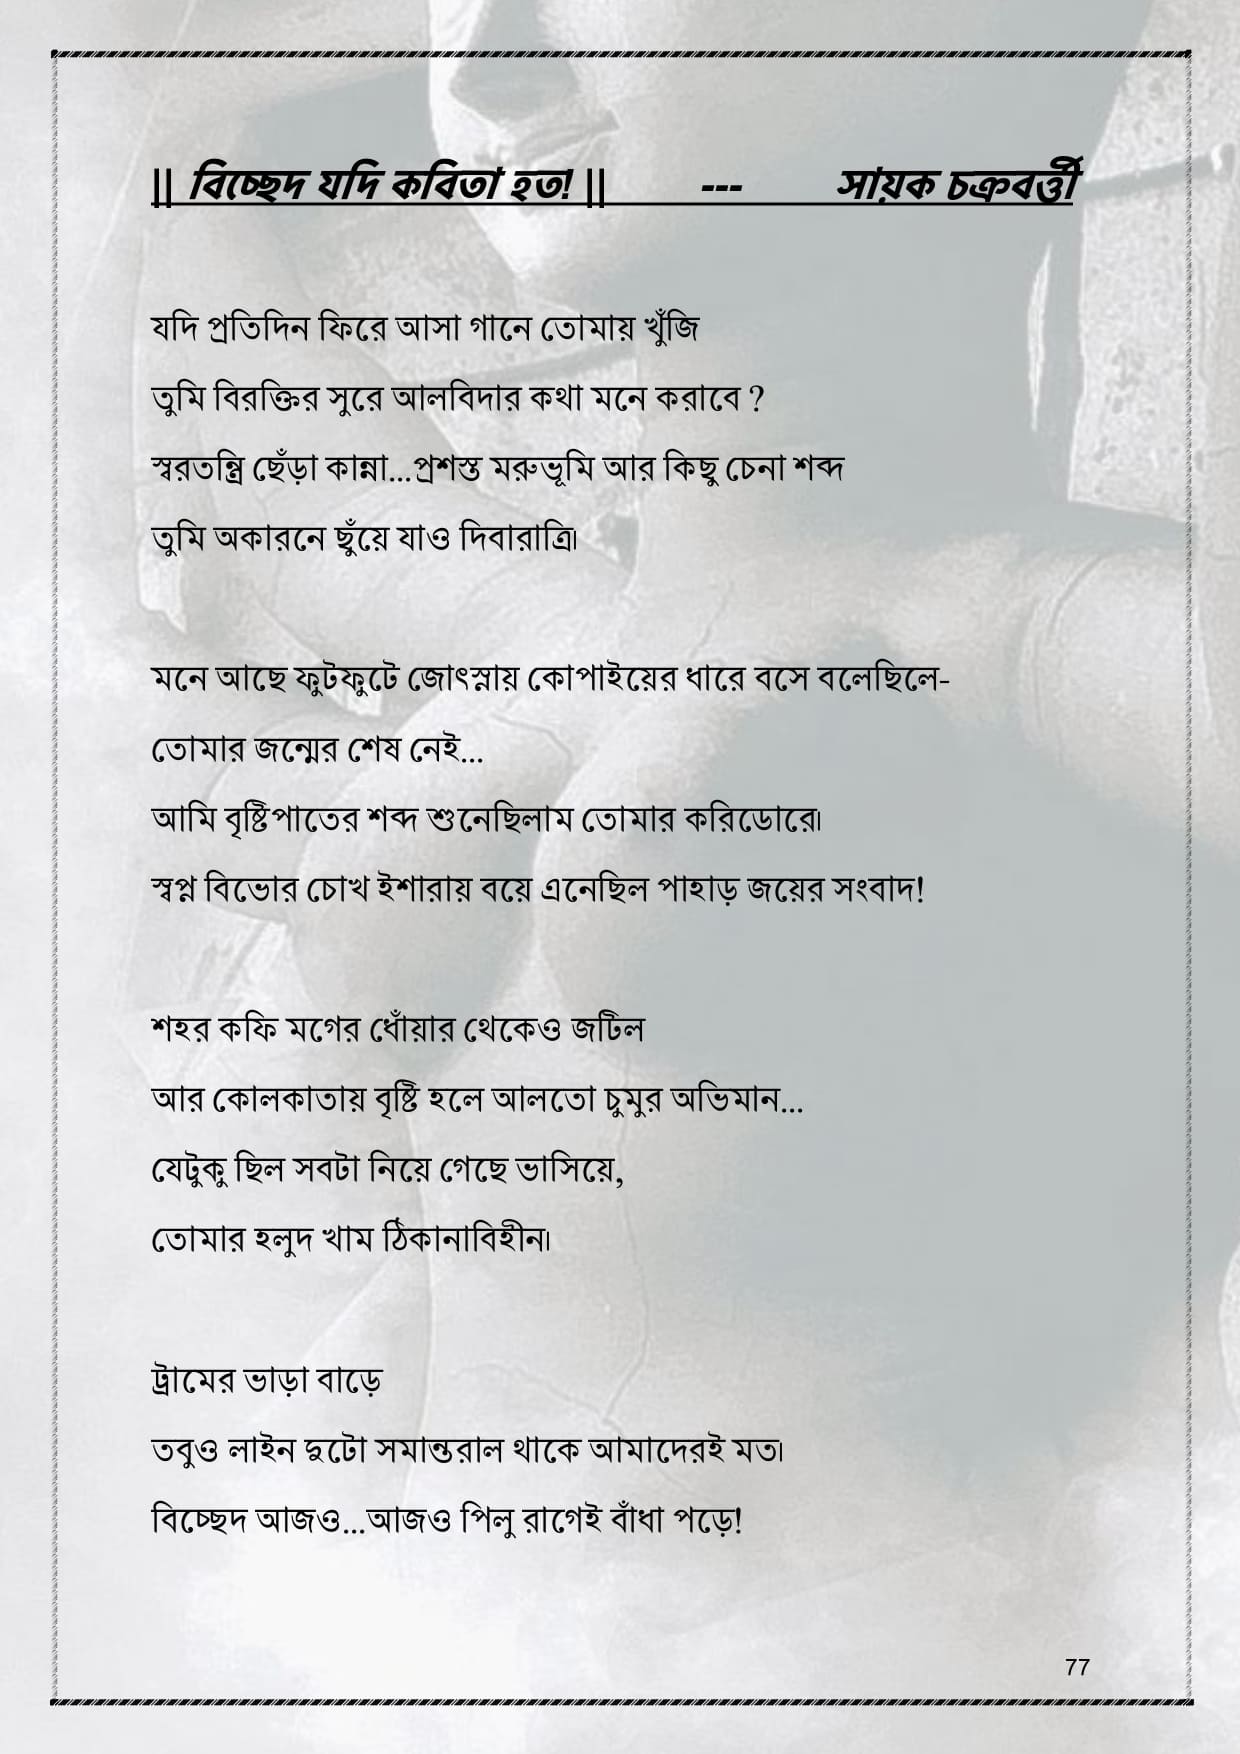 || বিচ্ছেদ যদি কবিতা হত! || --- সায়ক চক্রবর্ত্তী
যদি প্রতিদিন ফিরে আসা গানে তোমায় খুঁজি
তুমি বিরক্তির সুরে আলবিদার কথা মনে করাবে ?
স্বরতন্ত্রি ছেঁড়া কান্না...প্রশস্ত মরুভূমি আর কিছু চেনা শব্দ
তুমি অকারনে ছুঁয়ে যাও দিবারাত্রি।
মনে আছে ফুটফুটে জোৎস্নায় কোপাইয়ের ধারে বসে বলেছিলে-
তোমার জন্মের শেষ নেই...
আমি বৃষ্টিপাতের শব্দ শুনেছিলাম তোমার করিডোরে।
স্বপ্ন বিভোর চোখ ইশারায় বয়ে এনেছিল পাহাড় জয়ের সংবাদ!
শহর কফি মগের ধোঁয়ার থেকেও জটিল
আর কোলকাতায় বৃষ্টি হলে আলতো চুমুর অভিমান...
যেটুকু ছিল সবটা নিয়ে গেছে ভাসিয়ে,
তোমার হলুদ খাম ঠিকানাবিহীন।
ট্রামের ভাড়া বাড়ে
তবুও লাইন দুটো সমান্তরাল থাকে আমাদেরই মত।
বিচ্ছেদ আজও...আজও পিলু রাগেই বাঁধা পড়ে!
77